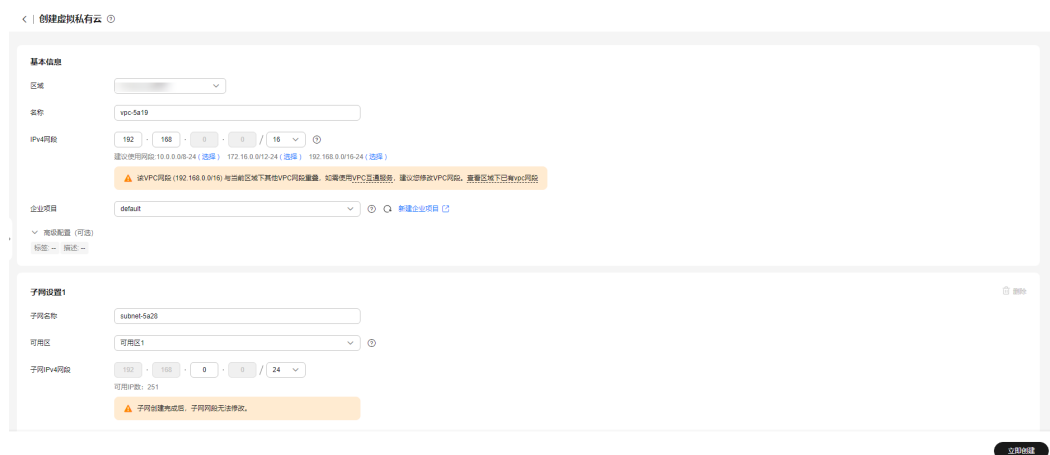 创建虚拟私有云
基本信息
区域
名称 vpc-5a19
IPv4网段 192 · 168 · 0 · 0 / 16
建议使用网段:10.0.0.0/8-24 ( 选择 ) 172.16.0.0/12-24 ( 选择 ) 192.168.0.0/16-24 ( 选择 )
该VPC网段 (192.168.0.0/16) 与当前区域下其他VPC网段重叠，如需使用VPC互通服务，建议您修改VPC网段。查看区域下已有vpc网段
企业项目 default 新建企业项目
高级配置（可选）
标签: -- 描述: --
子网设置1 删除
子网名称 subnet-5a28
可用区 可用区1
子网IPv4网段 192 · 168 · 0 · 0 / 24
可用IP数：251
子网创建完成后，子网网段无法修改。
立即创建